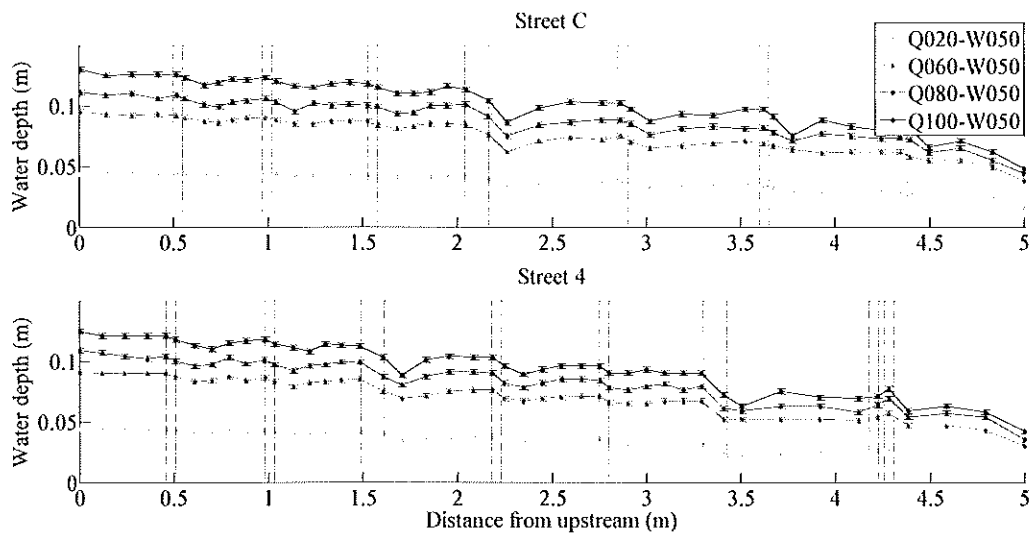 Street C
Water depth (m)
0.1
0.05
0
0 0.5 1 1.5 2 2.5 3 3.5 4 4.5 5
Q020-W050
Q060-W050
Q080-W050
Q100-W050
Street 4
Water depth (m)
0.1
0.05
0
0 0.5 1 1.5 2 2.5 3 3.5 4 4.5 5
Distance from upstream (m)